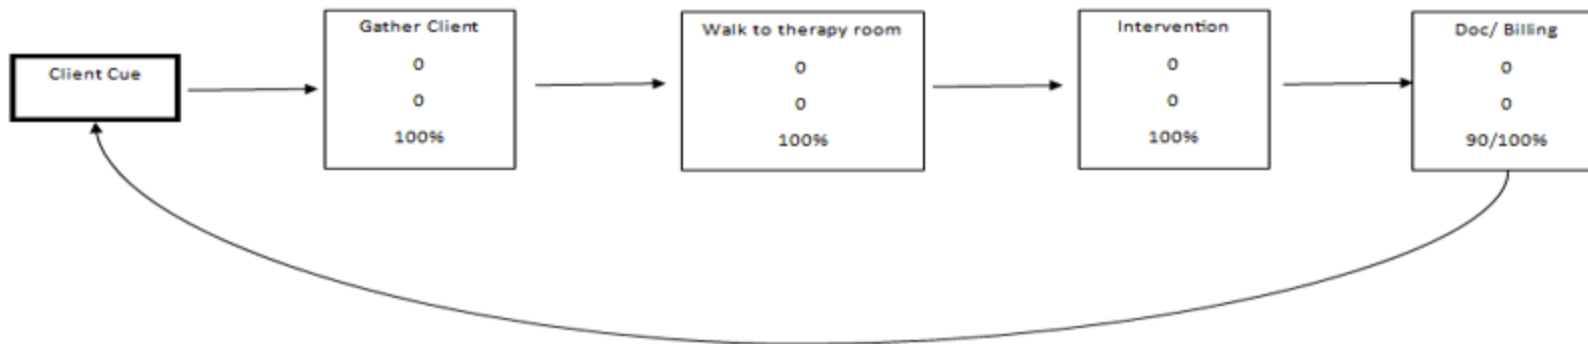 Client Cue
Gather Client
0
0
100%
Walk to therapy room
0
0
100%
Intervention
0
0
100%
Doc/ Billing
0
0
90/100%